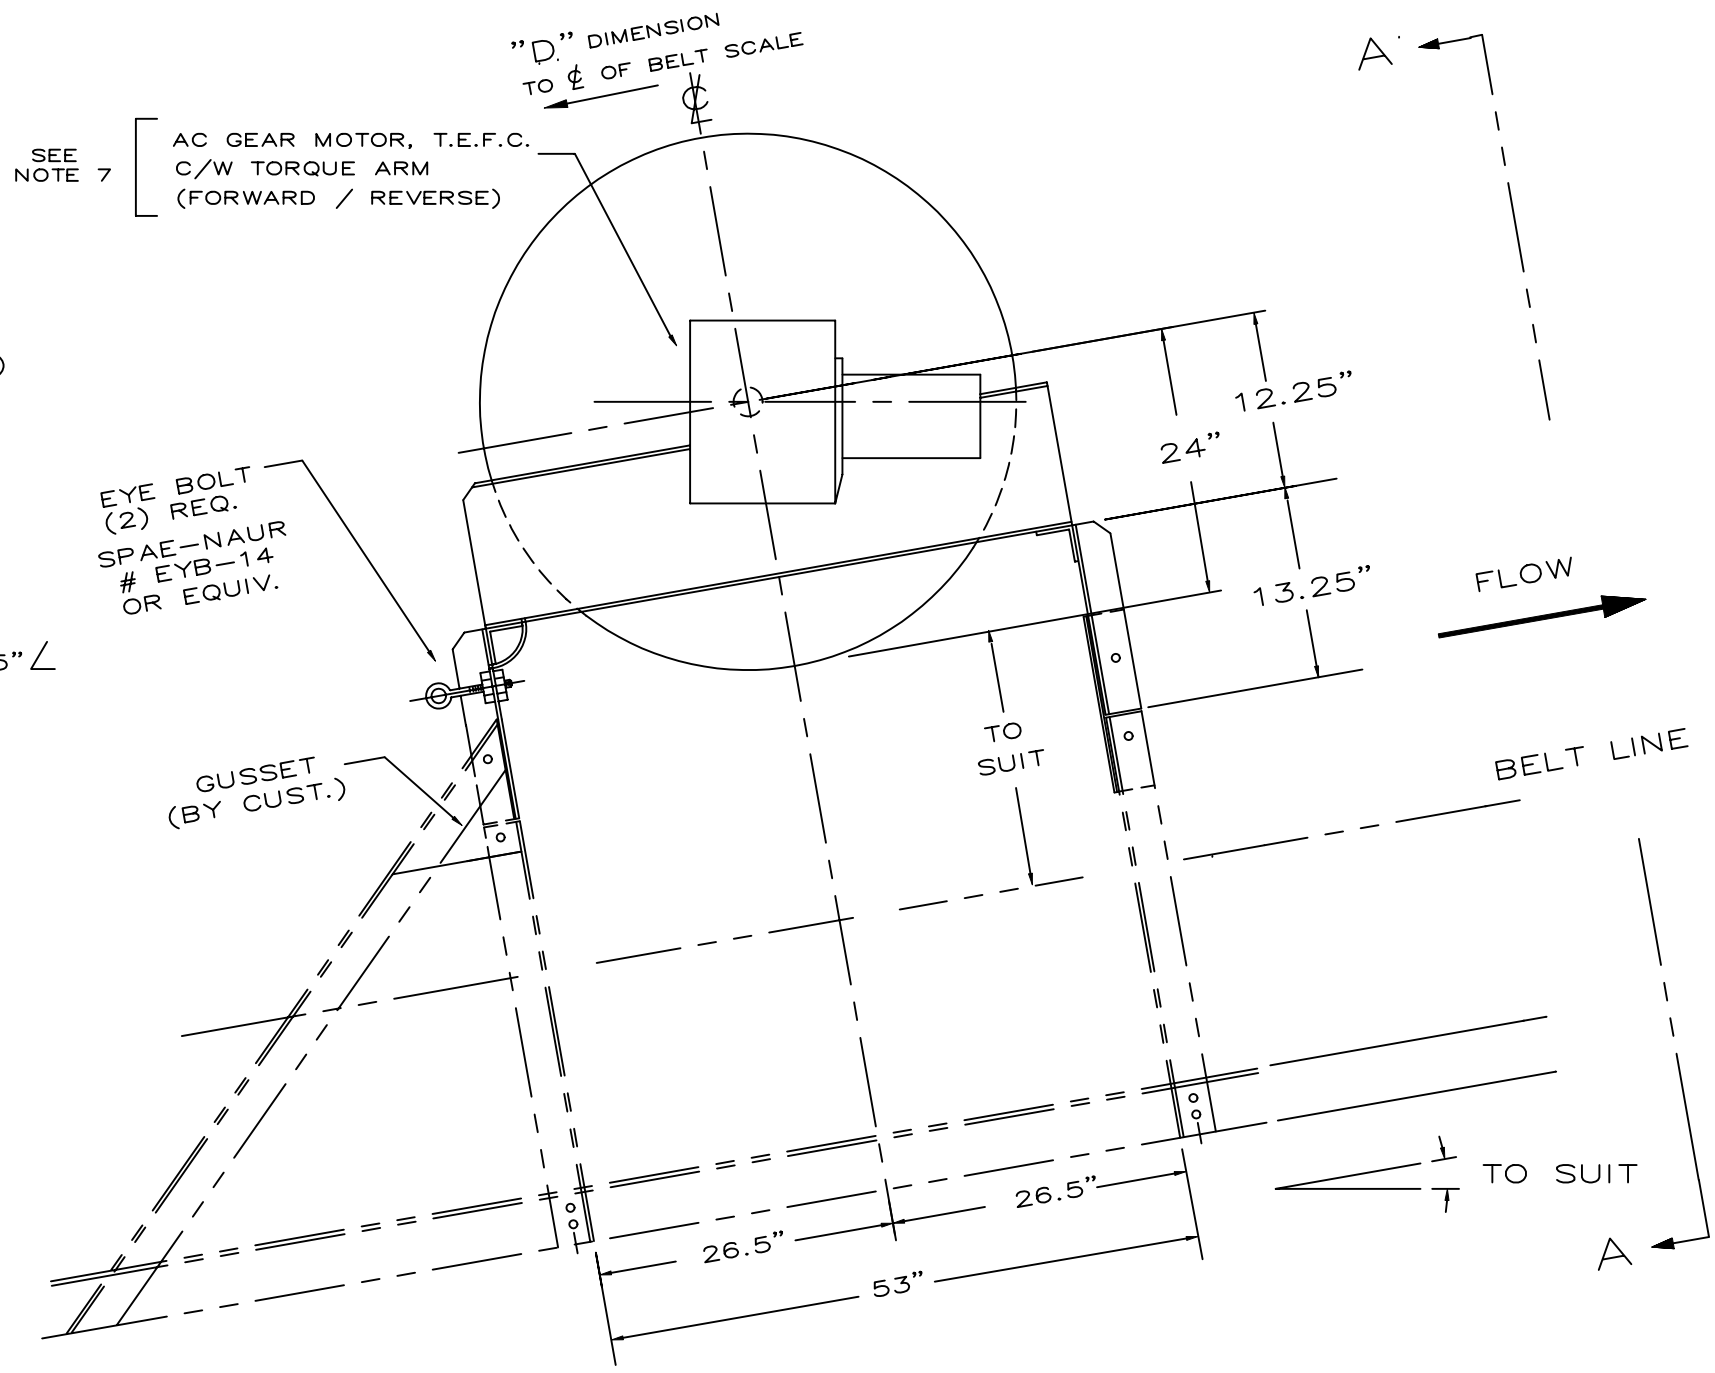 "D." DIMENSION
TO ℄ OF BELT SCALE
℄
A
SEE
NOTE 7
AC GEAR MOTOR, T.E.F.C.
C/W TORQUE ARM
(FORWARD / REVERSE)
12.25"
24"
EYE BOLT
(2) REQ.
SPAE-NAUR
# EYB-14
OR EQUIV.
13.25"
FLOW
5" ∠
TO
SUIT
BELT LINE
GUSSET
(BY CUST.)
TO SUIT
26.5"
26.5"
53"
A